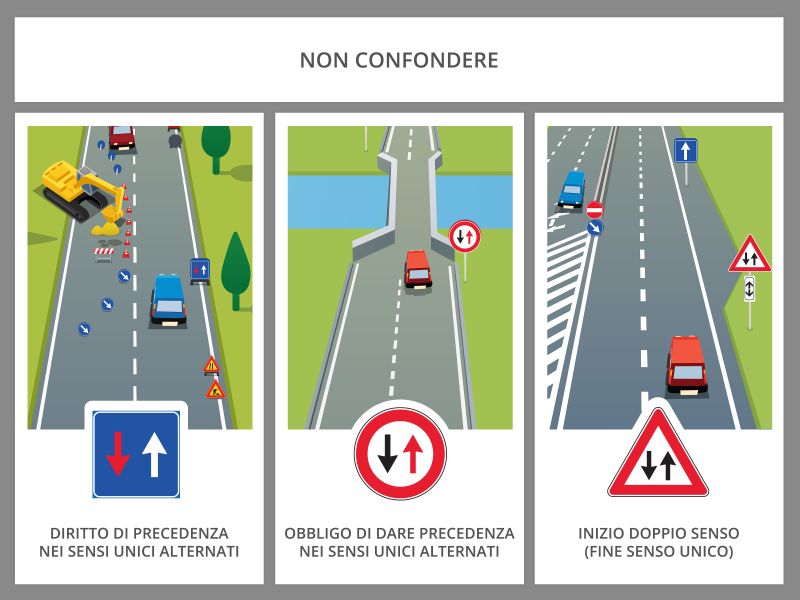 NON CONFONDERE
DIRITTO DI PRECEDENZA
NEI SENSI UNICI ALTERNATI
OBBLIGO DI DARE PRECEDENZA
NEI SENSI UNICI ALTERNATI
INIZIO DOPPIO SENSO
(FINE SENSO UNICO)